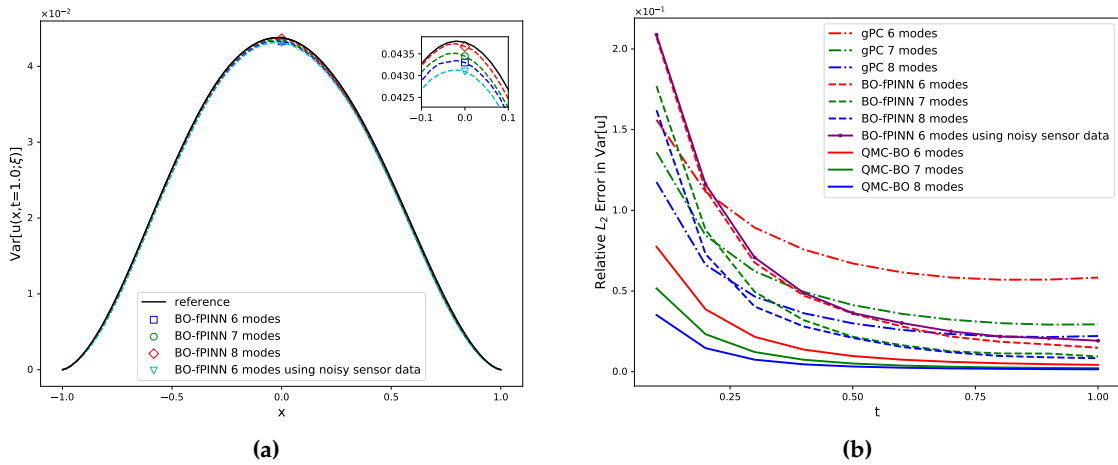 ×10⁻²
4
2
0
Var[u(x,t=1.0;ξ)]
−1.0
−0.5
0.0
0.5
1.0
x
0.0435
0.0430
0.0425
−0.1
0.0
0.1
reference
BO-fPINN 6 modes
BO-fPINN 7 modes
BO-fPINN 8 modes
BO-fPINN 6 modes using noisy sensor data
(a)
×10⁻¹
2.0
1.5
1.0
0.5
0.0
Relative L₂ Error in Var[u]
0.25
0.50
0.75
1.00
t
gPC 6 modes
gPC 7 modes
gPC 8 modes
BO-fPINN 6 modes
BO-fPINN 7 modes
BO-fPINN 8 modes
BO-fPINN 6 modes using noisy sensor data
QMC-BO 6 modes
QMC-BO 7 modes
QMC-BO 8 modes
(b)